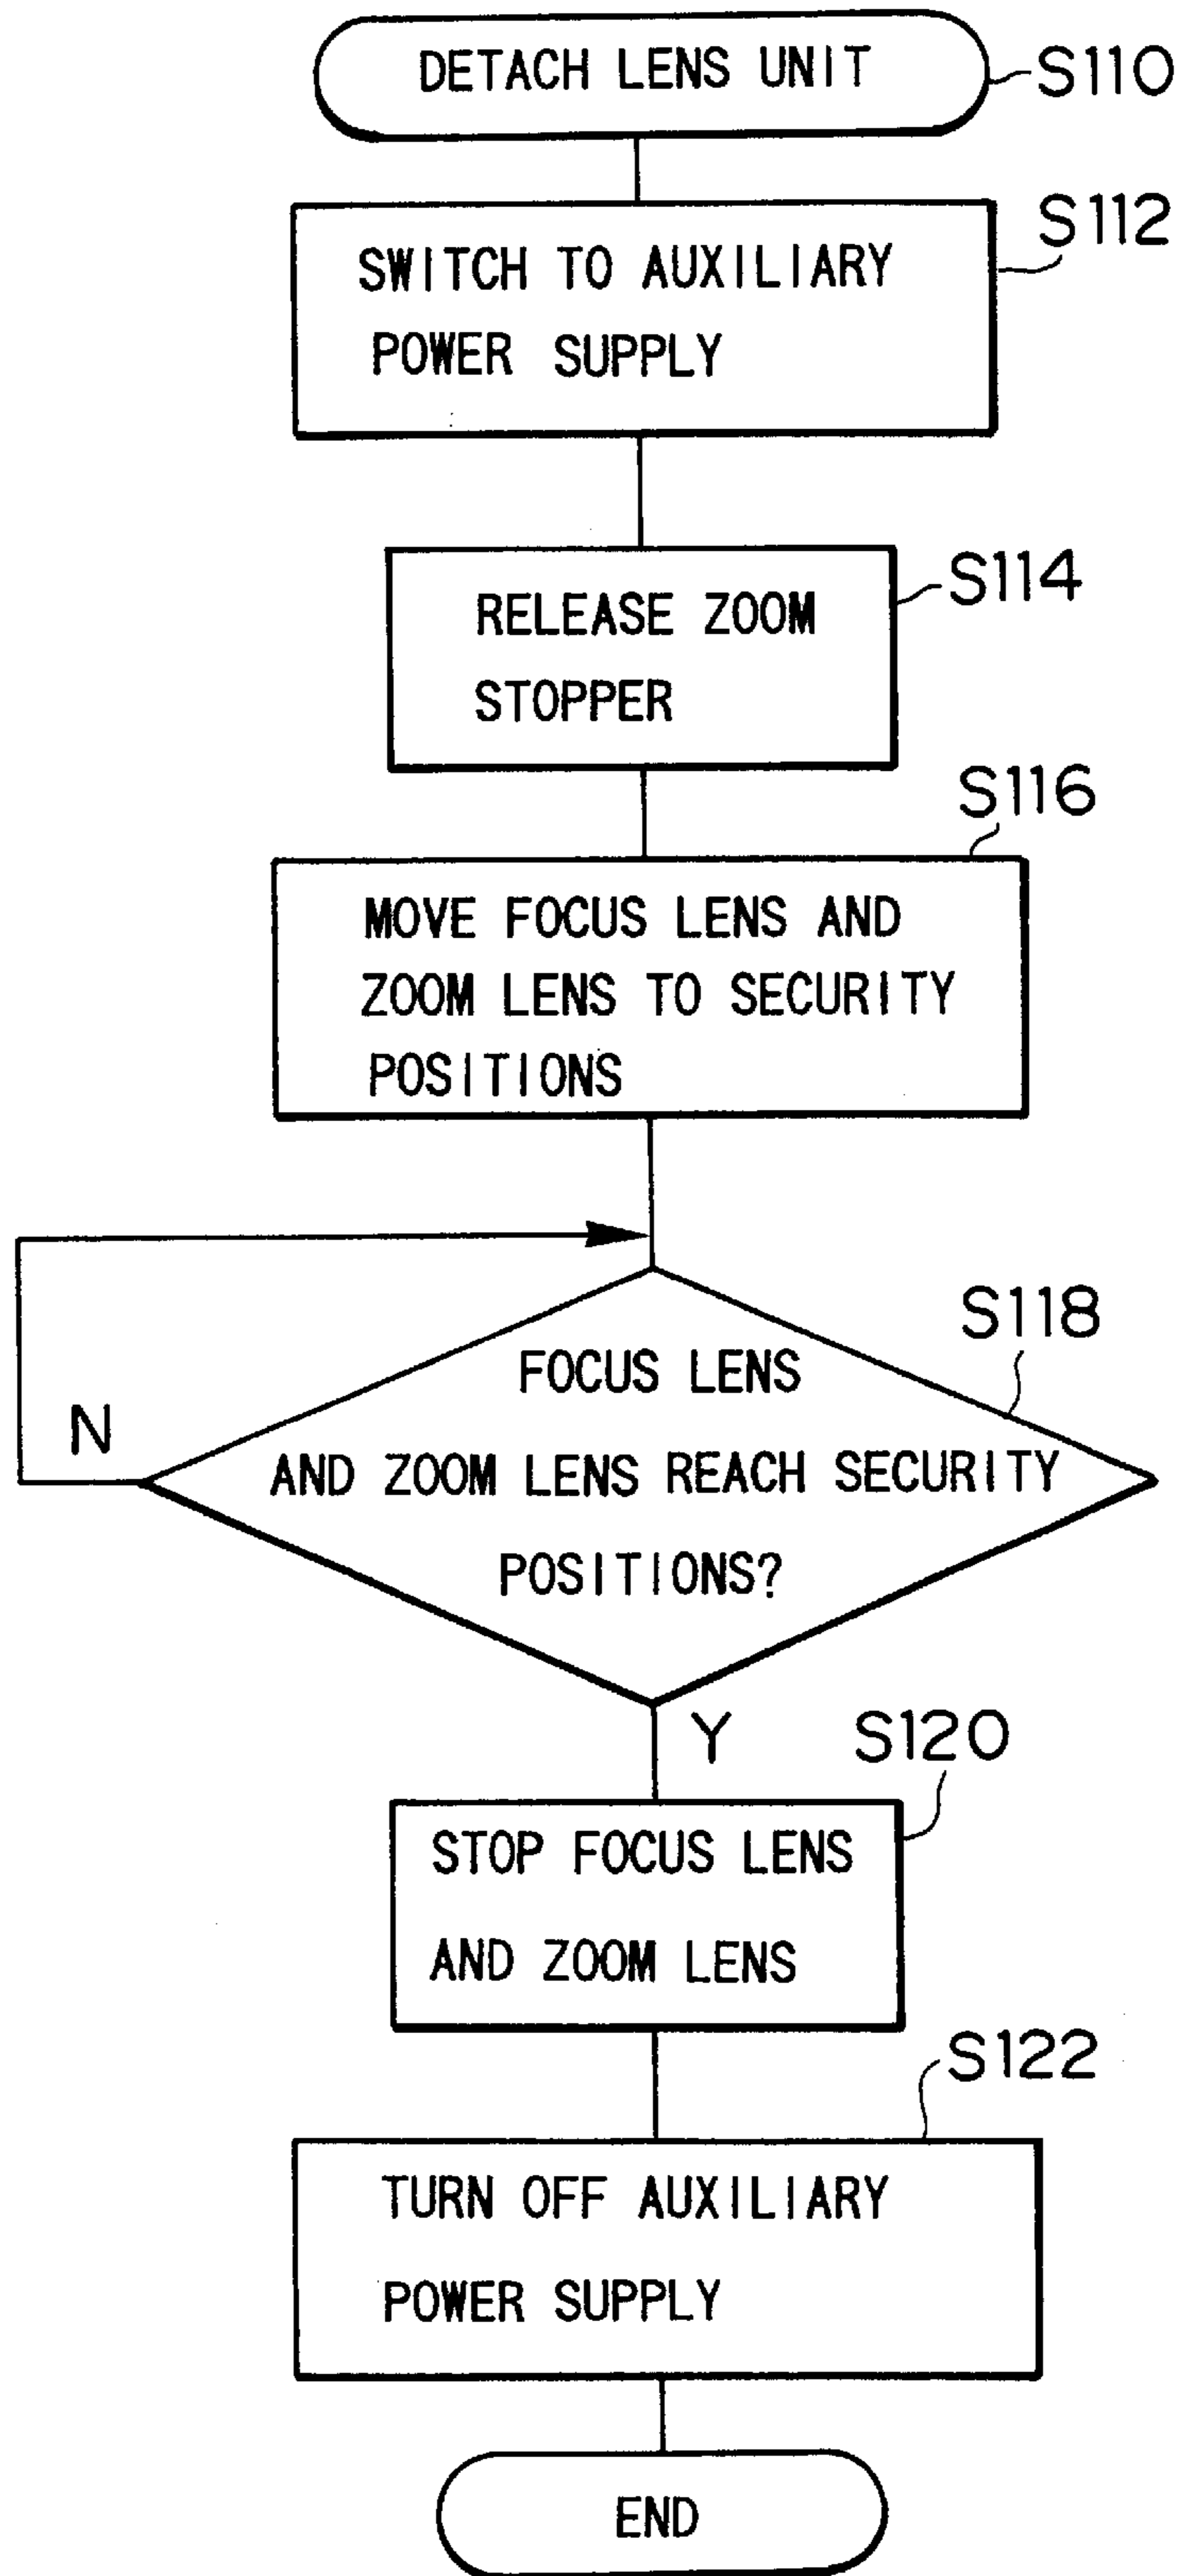 DETACH LENS UNIT
S110
SWITCH TO AUXILIARY
POWER SUPPLY
S112
RELEASE ZOOM
STOPPER
S114
S116
MOVE FOCUS LENS AND
ZOOM LENS TO SECURITY
POSITIONS
S118
FOCUS LENS
AND ZOOM LENS REACH SECURITY
POSITIONS?
N
Y
S120
STOP FOCUS LENS
AND ZOOM LENS
S122
TURN OFF AUXILIARY
POWER SUPPLY
END